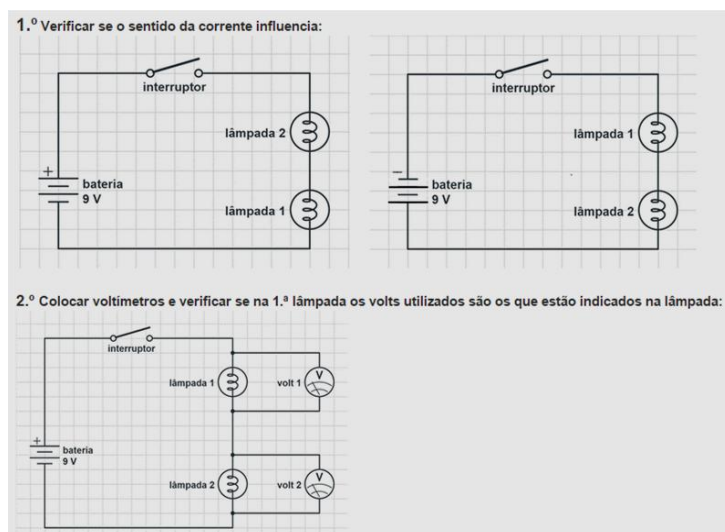 1.º Verificar se o sentido da corrente influencia:
interruptor
lâmpada 2
+
bateria
9 V
lâmpada 1
interruptor
lâmpada 1
–
bateria
9 V
lâmpada 2
2.º Colocar voltímetros e verificar se na 1.ª lâmpada os volts utilizados são os que estão indicados na lâmpada:
interruptor
lâmpada 1
volt 1
V
+
bateria
9 V
lâmpada 2
volt 2
V